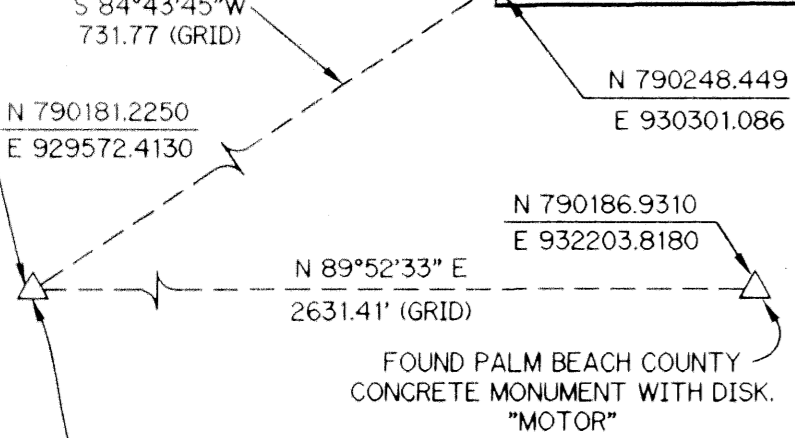 S 84°43'45"W
731.77 (GRID)
N 790248.449
E 930301.086
N 790181.2250
E 929572.4130
N 790186.9310
E 932203.8180
N 89°52'33" E
2631.41' (GRID)
FOUND PALM BEACH COUNTY
CONCRETE MONUMENT WITH DISK.
"MOTOR"